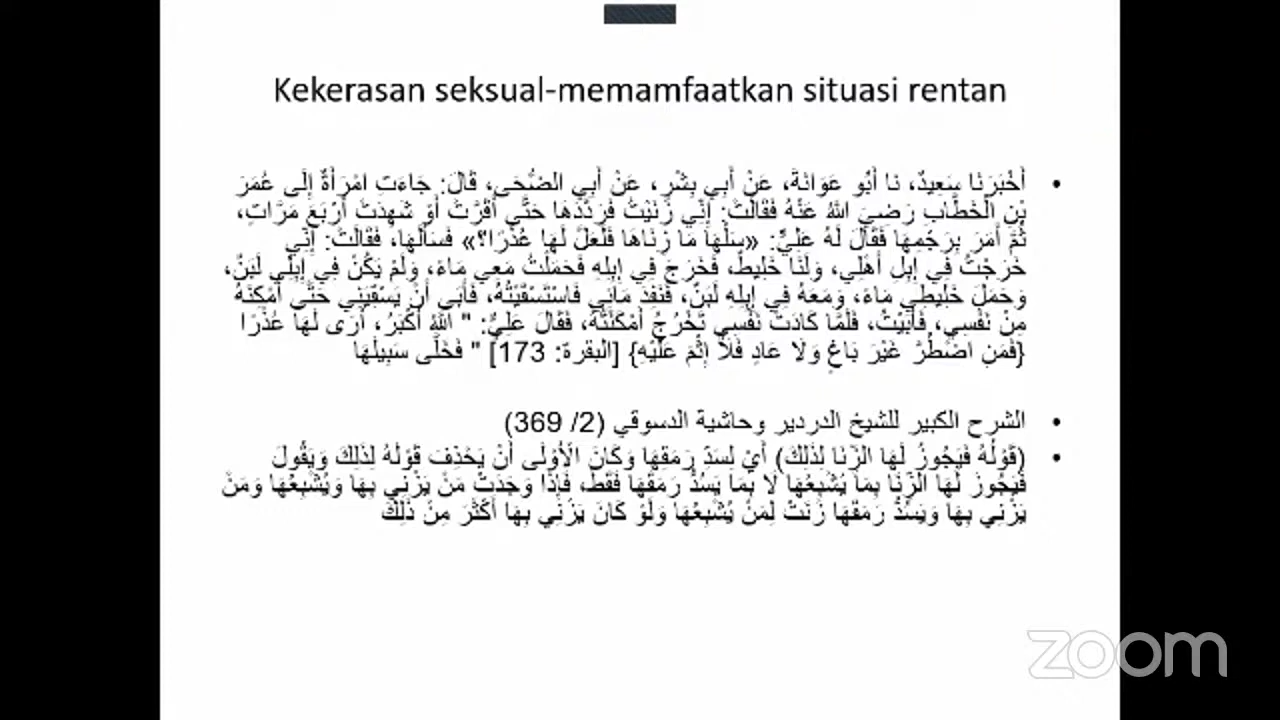 Kekerasan seksual-memamfaatkan situasi rentan
• أَخْبَرَنَا سَعِيدٌ، نَا أَبُو عَوَانَةَ، عَنْ أَبِي بِشْرٍ، عَنْ أَبِي الضُّحَى، قَالَ: جَاءَتِ امْرَأَةٌ إِلَى عُمَرَ
بْنِ الْخَطَّابِ رَضِيَ اللَّهُ عَنْهُ فَقَالَتْ: إِنِّي زَنَيْتُ فَرَدَّدَهَا حَتَّى أَقَرَّتْ أَوْ شَهِدَتْ أَرْبَعَ مَرَّاتٍ،
ثُمَّ أَمَرَ بِرَجْمِهَا فَقَالَ لَهُ عَلِيٌّ: «سَلْهَا مَا زِنَاهَا فَلَعَلَّ لَهَا عُذْرًا؟» فَسَأَلَهَا، فَقَالَتْ: إِنِّي
خَرَجْتُ فِي إِبِلِ أَهْلِي، وَلَنَا خَلِيطٌ، فَخَرَجَ فِي إِبِلِهِ فَحَمَلْتُ مَعِي مَاءً، وَلَمْ يَكُنْ فِي إِبِلِي لَبَنٌ،
وَحَمَلَ خَلِيطِي مَاءً، وَمَعَهُ فِي إِبِلِهِ لَبَنٌ، فَنَفِدَ مَائِي فَاسْتَسْقَيْتُهُ، فَأَبَى أَنْ يَسْقِيَنِي حَتَّى أُمْكِنَهُ
مِنْ نَفْسِي، فَأَبَيْتُ، فَلَمَّا كَادَتْ نَفْسِي تَخْرُجُ أَمْكَنْتُهُ، فَقَالَ عَلِيٌّ: " اللَّهُ أَكْبَرُ، أَرَى لَهَا عُذْرًا
{فَمَنِ اضْطُرَّ غَيْرَ بَاغٍ وَلَا عَادٍ فَلَا إِثْمَ عَلَيْهِ} [البقرة: 173] " فَخَلَّى سَبِيلَهَا
• الشرح الكبير للشيخ الدردير وحاشية الدسوقي (2/ 369)
• (قَوْلُهُ فَيَجُوزُ لَهَا الزِّنَا لِذَلِكَ) أَيْ لِسَدِّ رَمَقِهَا وَكَانَ الْأَوْلَى أَنْ يَحْذِفَ قَوْلَهُ لِذَلِكَ وَيَقُولَ
فَيَجُوزُ لَهَا الزِّنَا بِمَا يُشْبِعُهَا لَا بِمَا يَسُدُّ رَمَقَهَا فَقَطْ، فَإِذَا وَجَدَتْ مَنْ يَزْنِي بِهَا وَيُشْبِعُهَا وَمَنْ
يَزْنِي بِهَا وَيَسُدُّ رَمَقَهَا زَنَتْ لِمَنْ يُشْبِعُهَا وَلَوْ كَانَ يَزْنِي بِهَا أَكْثَرَ مِنْ ذَلِكَ
zoom